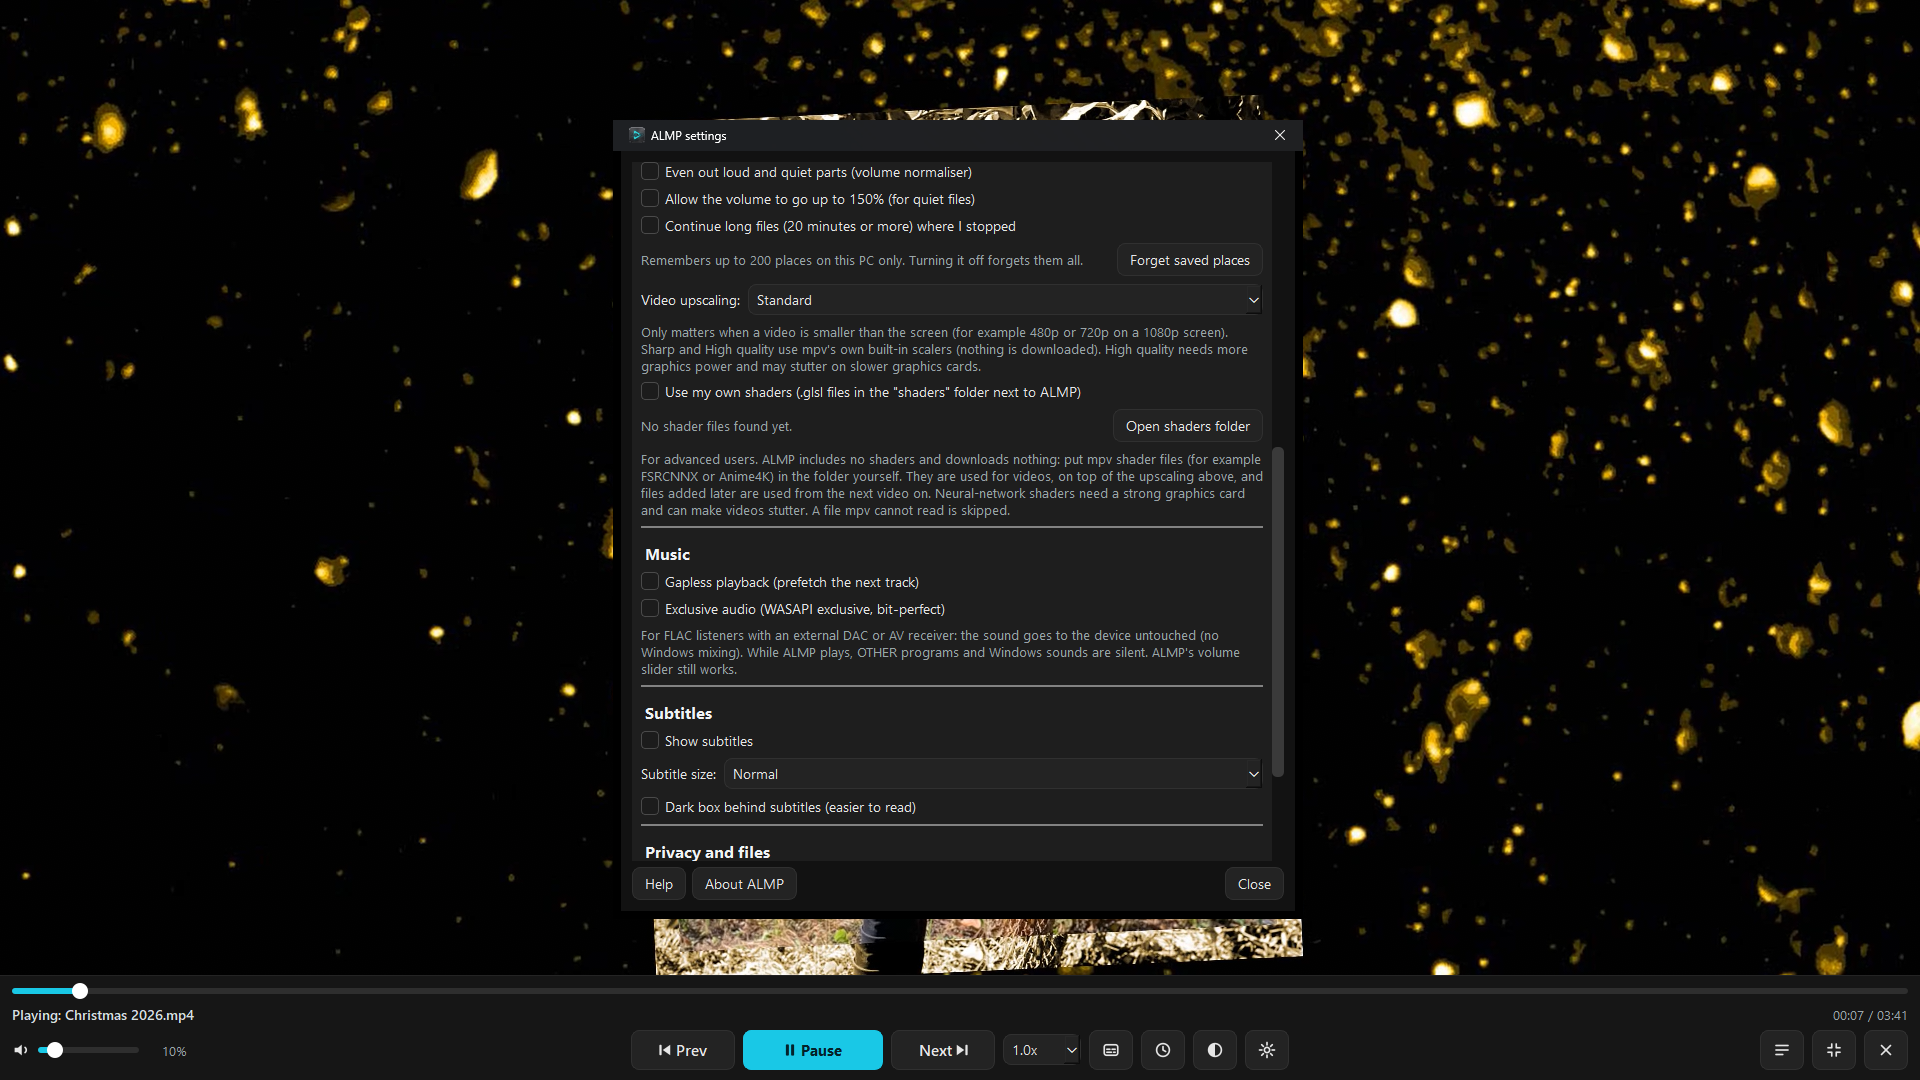 ALMP settings
Even out loud and quiet parts (volume normaliser)
Allow the volume to go up to 150% (for quiet files)
Continue long files (20 minutes or more) where I stopped
Remembers up to 200 places on this PC only. Turning it off forgets them all.
Forget saved places
Video upscaling:
Standard
Only matters when a video is smaller than the screen (for example 480p or 720p on a 1080p screen).
Sharp and High quality use mpv's own built-in scalers (nothing is downloaded). High quality needs more
graphics power and may stutter on slower graphics cards.
Use my own shaders (.glsl files in the "shaders" folder next to ALMP)
No shader files found yet.
Open shaders folder
For advanced users. ALMP includes no shaders and downloads nothing: put mpv shader files (for example
FSRCNNX or Anime4K) in the folder yourself. They are used for videos, on top of the upscaling above, and
files added later are used from the next video on. Neural-network shaders need a strong graphics card
and can make videos stutter. A file mpv cannot read is skipped.
Music
Gapless playback (prefetch the next track)
Exclusive audio (WASAPI exclusive, bit-perfect)
For FLAC listeners with an external DAC or AV receiver: the sound goes to the device untouched (no
Windows mixing). While ALMP plays, OTHER programs and Windows sounds are silent. ALMP's volume
slider still works.
Subtitles
Show subtitles
Subtitle size:
Normal
Dark box behind subtitles (easier to read)
Privacy and files
Help
About ALMP
Close
Playing: Christmas 2026.mp4
00:07 / 03:41
10%
Prev
Pause
Next
1.0x